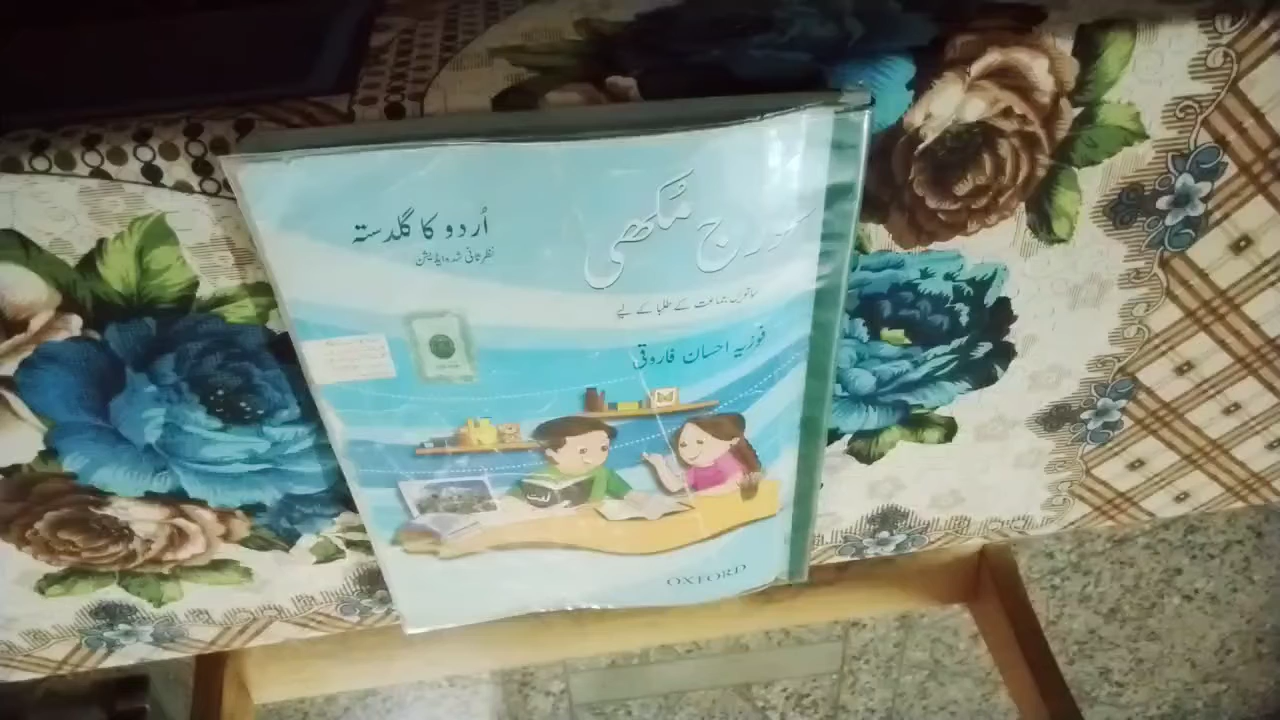 سورج مکھی
اُردو کا گلدستہ
نظرثانی شدہ ایڈیشن
ساتویں جماعت کے طلبا کے لیے
فوزیہ احسان فاروقی
OXFORD